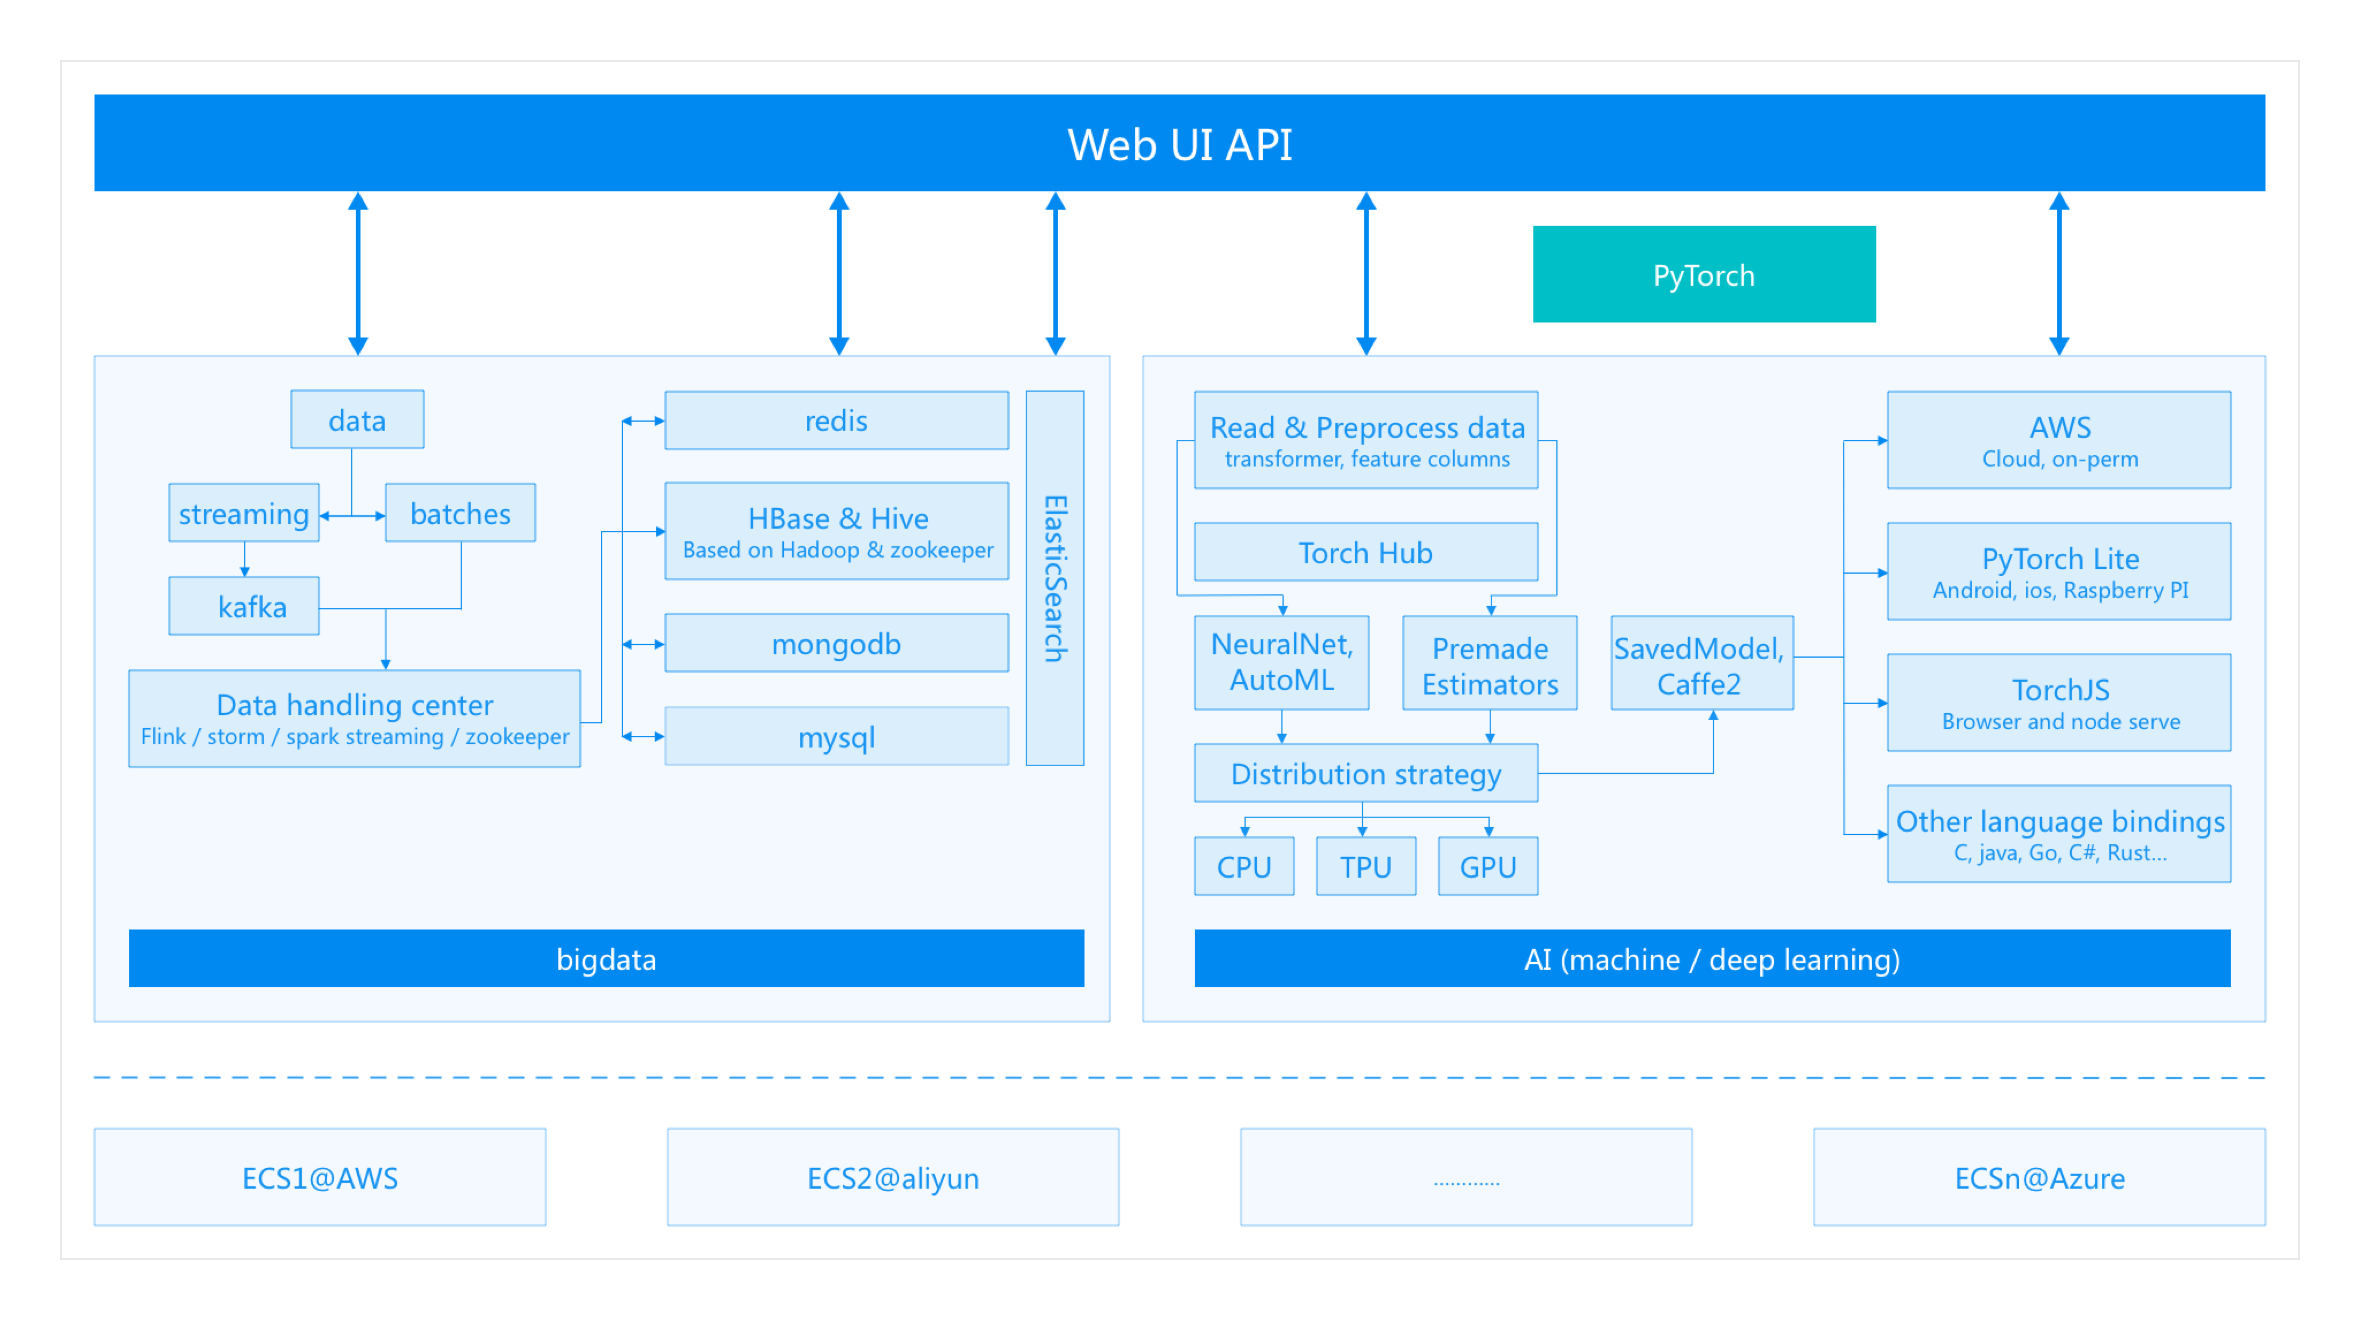 Web UI API
PyTorch
data
streaming
batches
kafka
Data handling center
Flink / storm / spark streaming / zookeeper
redis
HBase & Hive
Based on Hadoop & zookeeper
mongodb
mysql
ElasticSearch
bigdata
Read & Preprocess data
transformer, feature columns
Torch Hub
NeuralNet,
AutoML
Premade
Estimators
SavedModel,
Caffe2
Distribution strategy
CPU
TPU
GPU
AWS
Cloud, on-perm
PyTorch Lite
Android, ios, Raspberry PI
TorchJS
Browser and node serve
Other language bindings
C, java, Go, C#, Rust...
AI (machine / deep learning)
ECS1@AWS
ECS2@aliyun
............
ECSn@Azure